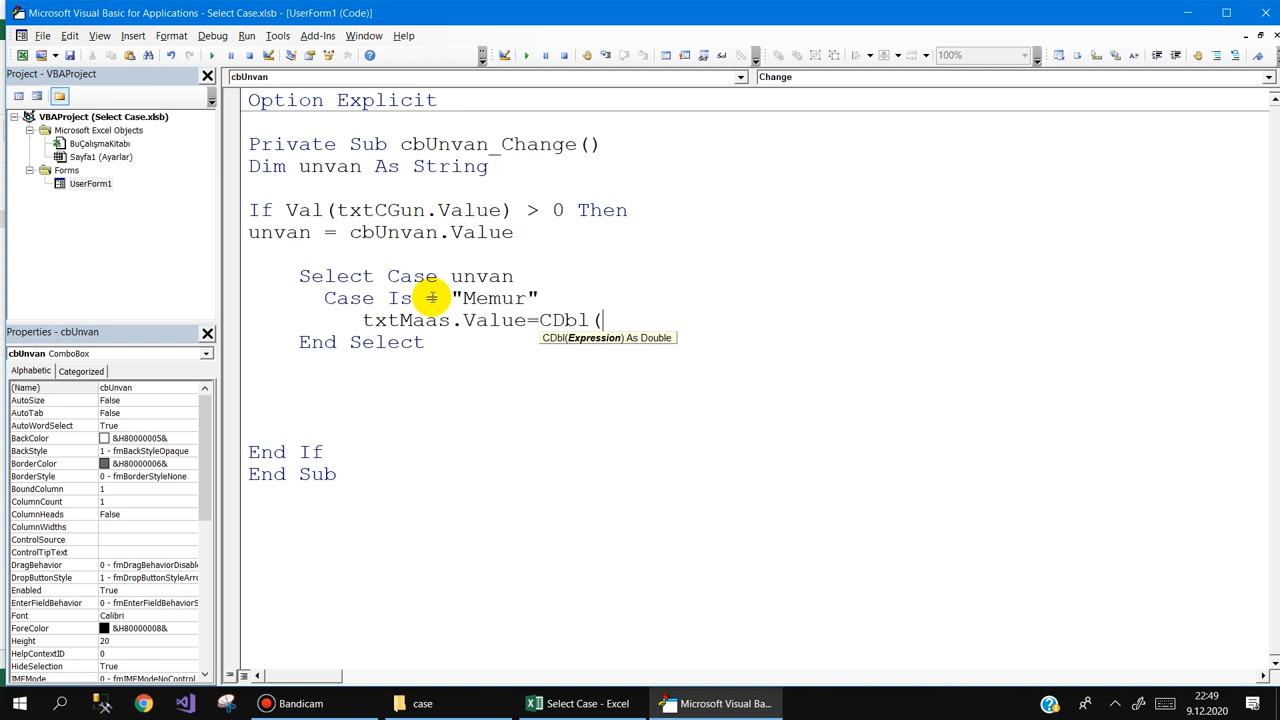 Microsoft Visual Basic for Applications - Select Case.xlsb - [UserForm1 (Code)]
File Edit View Insert Format Debug Run Tools Add-Ins Window Help
100%
Project - VBAProject
VBAProject (Select Case.xlsb)
Microsoft Excel Objects
BuÇalışmaKitabı
Sayfa1 (Ayarlar)
Forms
UserForm1
Properties - cbUnvan
cbUnvan ComboBox
Alphabetic Categorized
(Name) cbUnvan
AutoSize False
AutoTab False
AutoWordSelect True
BackColor &H80000005&
BackStyle 1 - fmBackStyleOpaque
BorderColor &H80000006&
BorderStyle 0 - fmBorderStyleNone
BoundColumn 1
ColumnCount 1
ColumnHeads False
ColumnWidths
ControlSource
ControlTipText
DragBehavior 0 - fmDragBehaviorDisabl
DropButtonStyle 1 - fmDropButtonStyleArro
Enabled True
EnterFieldBehavior 0 - fmEnterFieldBehaviorS
Font Calibri
ForeColor &H80000008&
Height 20
HelpContextID 0
HideSelection True
IMEMode 0 - fmIMEModeNoControl
cbUnvan Change
Option Explicit
Private Sub cbUnvan_Change()
Dim unvan As String
If Val(txtCGun.Value) > 0 Then
unvan = cbUnvan.Value
Select Case unvan
Case Is = "Memur"
txtMaas.Value=CDbl(
CDbl(Expression) As Double
End Select
End If
End Sub
Bandicam
case
Select Case - Excel
Microsoft Visual Ba...
22:49
9.12.2020